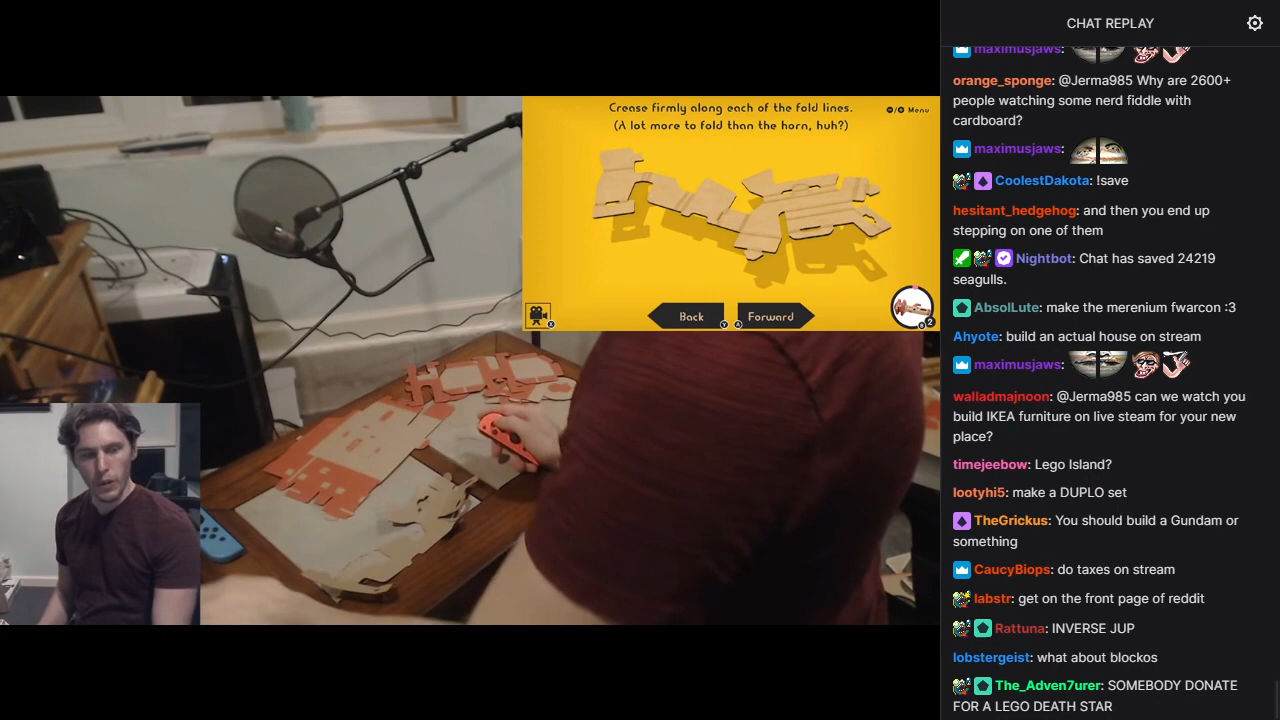 Crease firmly along each of the fold lines.
(A lot more to fold than the horn, huh?)
-/+ Menu
X
Back
Y
A
Forward
2
CHAT REPLAY
maximusjaws:
orange_sponge: @Jerma985 Why are 2600+
people watching some nerd fiddle with
cardboard?
maximusjaws:
CoolestDakota: !save
hesitant_hedgehog: and then you end up
stepping on one of them
Nightbot: Chat has saved 24219
seagulls.
AbsolLute: make the merenium fwarcon :3
Ahyote: build an actual house on stream
maximusjaws:
walladmajnoon: @Jerma985 can we watch you
build IKEA furniture on live steam for your new
place?
timejeebow: Lego Island?
lootyhi5: make a DUPLO set
TheGrickus: You should build a Gundam or
something
CaucyBiops: do taxes on stream
labstr: get on the front page of reddit
Rattuna: INVERSE JUP
lobstergeist: what about blockos
The_Adven7urer: SOMEBODY DONATE
FOR A LEGO DEATH STAR